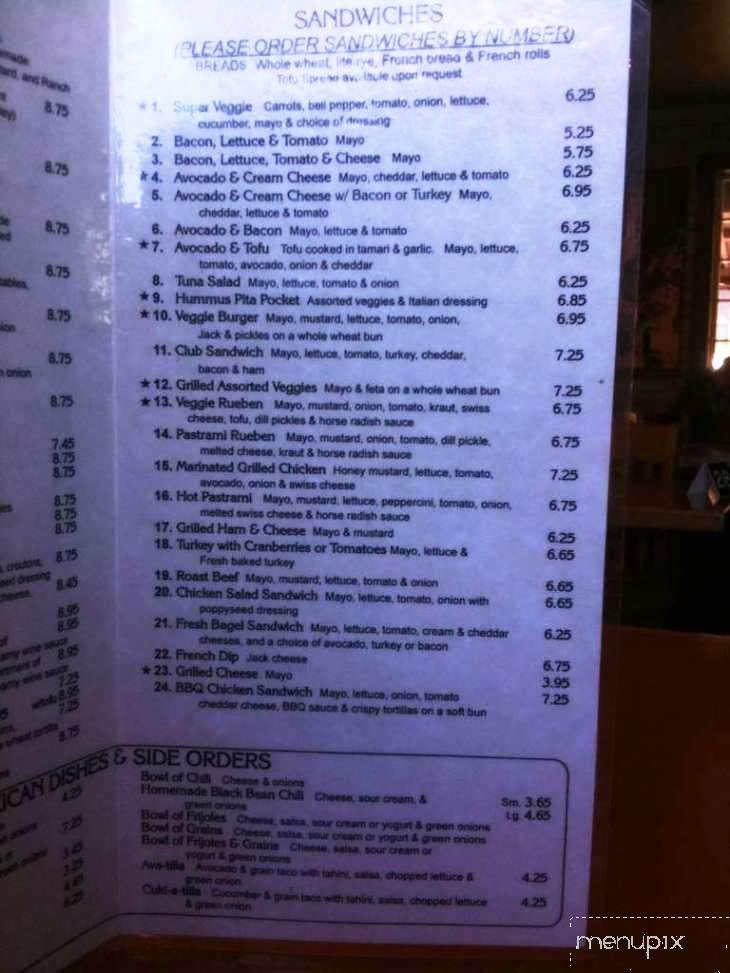 SANDWICHES
(PLEASE ORDER SANDWICHES BY NUMBER)
BREADS Whole wheat, lite rye, French bread & French rolls
Tofu Spread available upon request
★ 1. Super Veggie Carrots, bell pepper, tomato, onion, lettuce, 6.25
cucumber, mayo & choice of dressing
2. Bacon, Lettuce & Tomato Mayo 5.25
3. Bacon, Lettuce, Tomato & Cheese Mayo 5.75
★ 4. Avocado & Cream Cheese Mayo, cheddar, lettuce & tomato 6.25
5. Avocado & Cream Cheese w/ Bacon or Turkey Mayo, 6.95
cheddar, lettuce & tomato
6. Avocado & Bacon Mayo, lettuce & tomato 6.25
★ 7. Avocado & Tofu Tofu cooked in tamari & garlic. Mayo, lettuce, 6.75
tomato, avocado, onion & cheddar
8. Tuna Salad Mayo, lettuce, tomato & onion 6.25
★ 9. Hummus Pita Pocket Assorted veggies & Italian dressing 6.85
★ 10. Veggie Burger Mayo, mustard, lettuce, tomato, onion, 6.95
Jack & pickles on a whole wheat bun
11. Club Sandwich Mayo, lettuce, tomato, turkey, cheddar, 7.25
bacon & ham
★ 12. Grilled Assorted Veggies Mayo & feta on a whole wheat bun 7.25
★ 13. Veggie Rueben Mayo, mustard, onion, tomato, kraut, swiss 6.75
cheese, tofu, dill pickles & horse radish sauce
14. Pastrami Rueben Mayo, mustard, onion, tomato, dill pickle, 6.75
melted cheese, kraut & horse radish sauce
15. Marinated Grilled Chicken Honey mustard, lettuce, tomato, 7.25
avocado, onion & swiss cheese
16. Hot Pastrami Mayo, mustard, lettuce, peppercini, tomato, onion, 6.75
melted swiss cheese & horse radish sauce
17. Grilled Ham & Cheese Mayo & mustard 6.25
18. Turkey with Cranberries or Tomatoes Mayo, lettuce & 6.65
Fresh baked turkey
19. Roast Beef Mayo, mustard, lettuce, tomato & onion 6.65
20. Chicken Salad Sandwich Mayo, lettuce, tomato, onion with 6.65
poppyseed dressing
21. Fresh Bagel Sandwich Mayo, lettuce, tomato, cream & cheddar 6.25
cheeses, and a choice of avocado, turkey or bacon
22. French Dip Jack cheese 6.75
★ 23. Grilled Cheese Mayo 3.95
24. BBQ Chicken Sandwich Mayo, lettuce, onion, tomato 7.25
cheddar cheese, BBQ sauce & crispy tortillas on a soft bun
ICAN DISHES & SIDE ORDERS
Bowl of Chili Cheese & onions
Homemade Black Bean Chili Cheese, sour cream, & Sm. 3.65
green onions Lg. 4.65
Bowl of Frijoles Cheese, salsa, sour cream or yogurt & green onions
Bowl of Grains Cheese, salsa, sour cream or yogurt & green onions
Bowl of Frijoles & Grains Cheese, salsa, sour cream or
yogurt & green onions
Ava-tilla Avocado & grain taco with tahini, salsa, chopped lettuce & 4.25
green onion
Cuki-a-tilla Cucumber & grain taco with tahini, salsa, chopped lettuce 4.25
& green onion
and Ranch
8.75
8.75
8.75
8.75
8.75
8.75
8.75
7.45
8.75
8.75
8.75
8.75
8.75
8.75
8.45
8.95
8.95
8.95
7.25
8.95
7.25
8.75
4.25
7.25
3.45
3.25
4.45
6.25
menupix